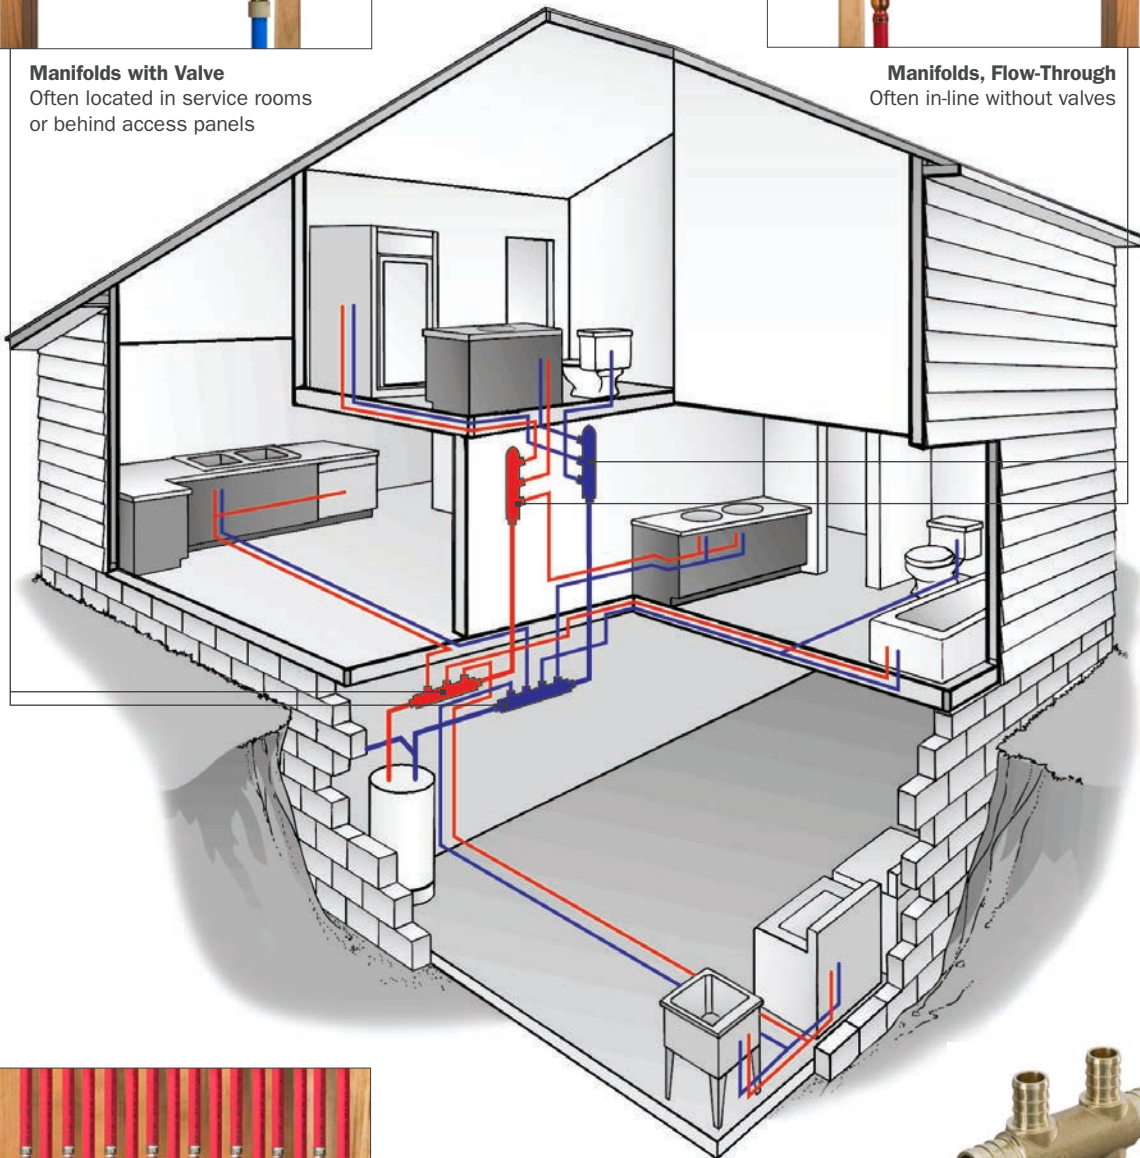 Manifolds with Valve
Often located in service rooms
or behind access panels
Manifolds, Flow-Through
Often in-line without valves